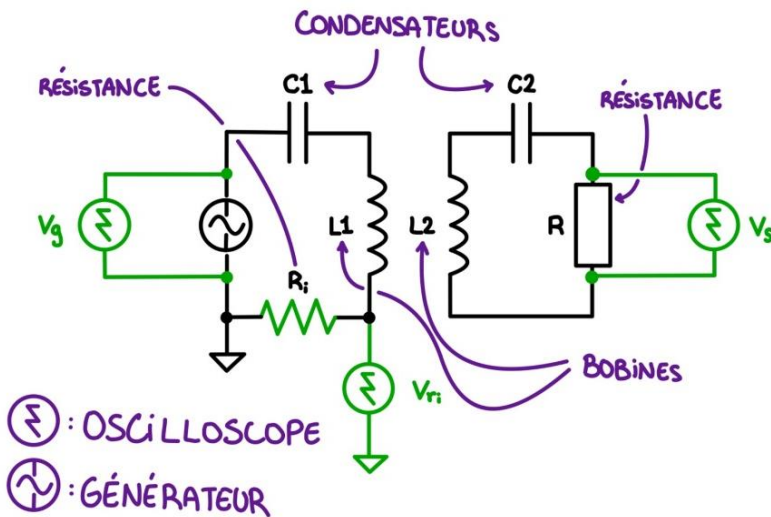 CONDENSATEURS
RÉSISTANCE
C1
C2
RÉSISTANCE
Vg
L1
L2
R
Vs
Ri
Vri
BOBINES
: OSCILLOSCOPE
: GÉNÉRATEUR